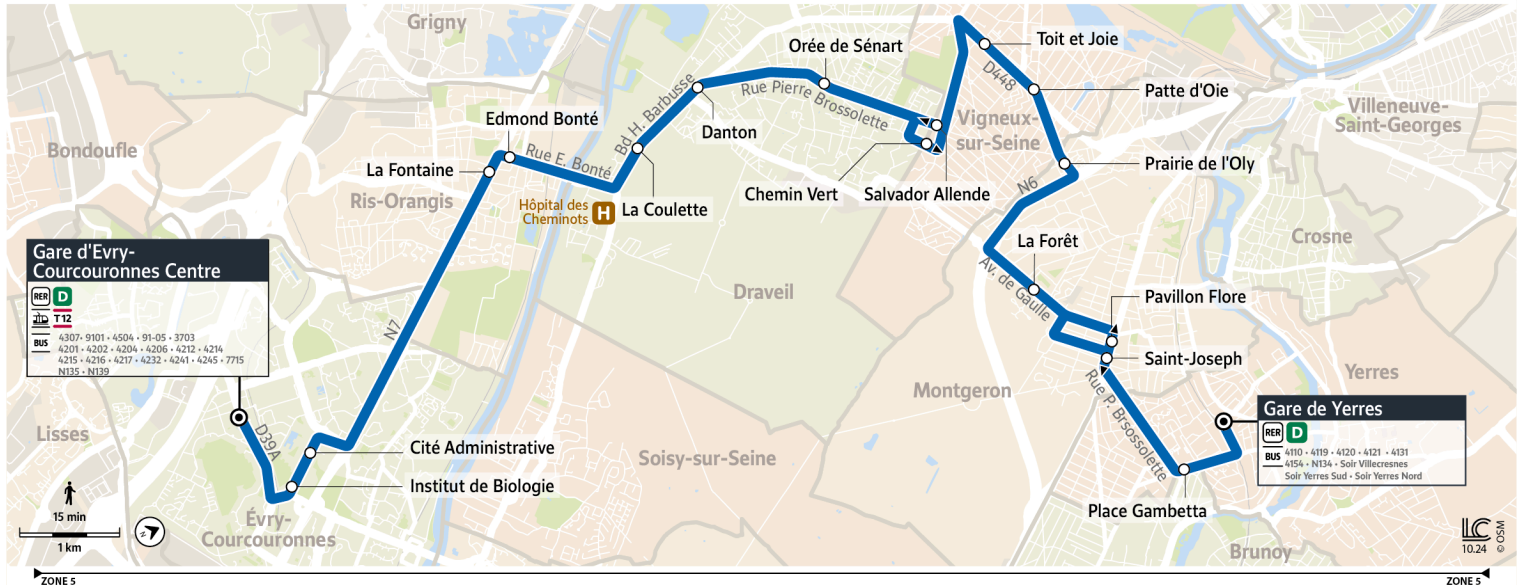 Grigny
Bondoufle
Ris-Orangis
Lisses
Évry-
Courcouronnes
Draveil
Soisy-sur-Seine
Vigneux-
sur-Seine
Montgeron
Villeneuve-
Saint-Georges
Crosne
Yerres
Brunoy
Gare d'Evry-
Courcouronnes Centre
RER D
T 12
BUS
4307• 9101 • 4504 • 91-05 • 3703
4201 • 4202 • 4204 • 4206 • 4212 • 4214
4215 • 4216 • 4217 • 4232 • 4241 • 4245 • 7715
N135 • N139
D39A
Institut de Biologie
Cité Administrative
N7
La Fontaine
Edmond Bonté
Rue E. Bonté
Hôpital des
Cheminots
H
La Coulette
Bd H. Barbusse
Danton
Rue Pierre Brossolette
Orée de Sénart
Chemin Vert
Salvador Allende
Toit et Joie
D448
Patte d'Oie
Prairie de l'Oly
N6
La Forêt
Av. de Gaulle
Pavillon Flore
Saint-Joseph
Rue P. Brsossolette
Place Gambetta
Gare de Yerres
RER D
BUS
4110 • 4119 • 4120 • 4121 • 4131
4154 • N134 • Soir Villecresnes
Soir Yerres Sud • Soir Yerres Nord
15 min
1 km
N
LC
10.24
© OSM
ZONE 5
ZONE 5